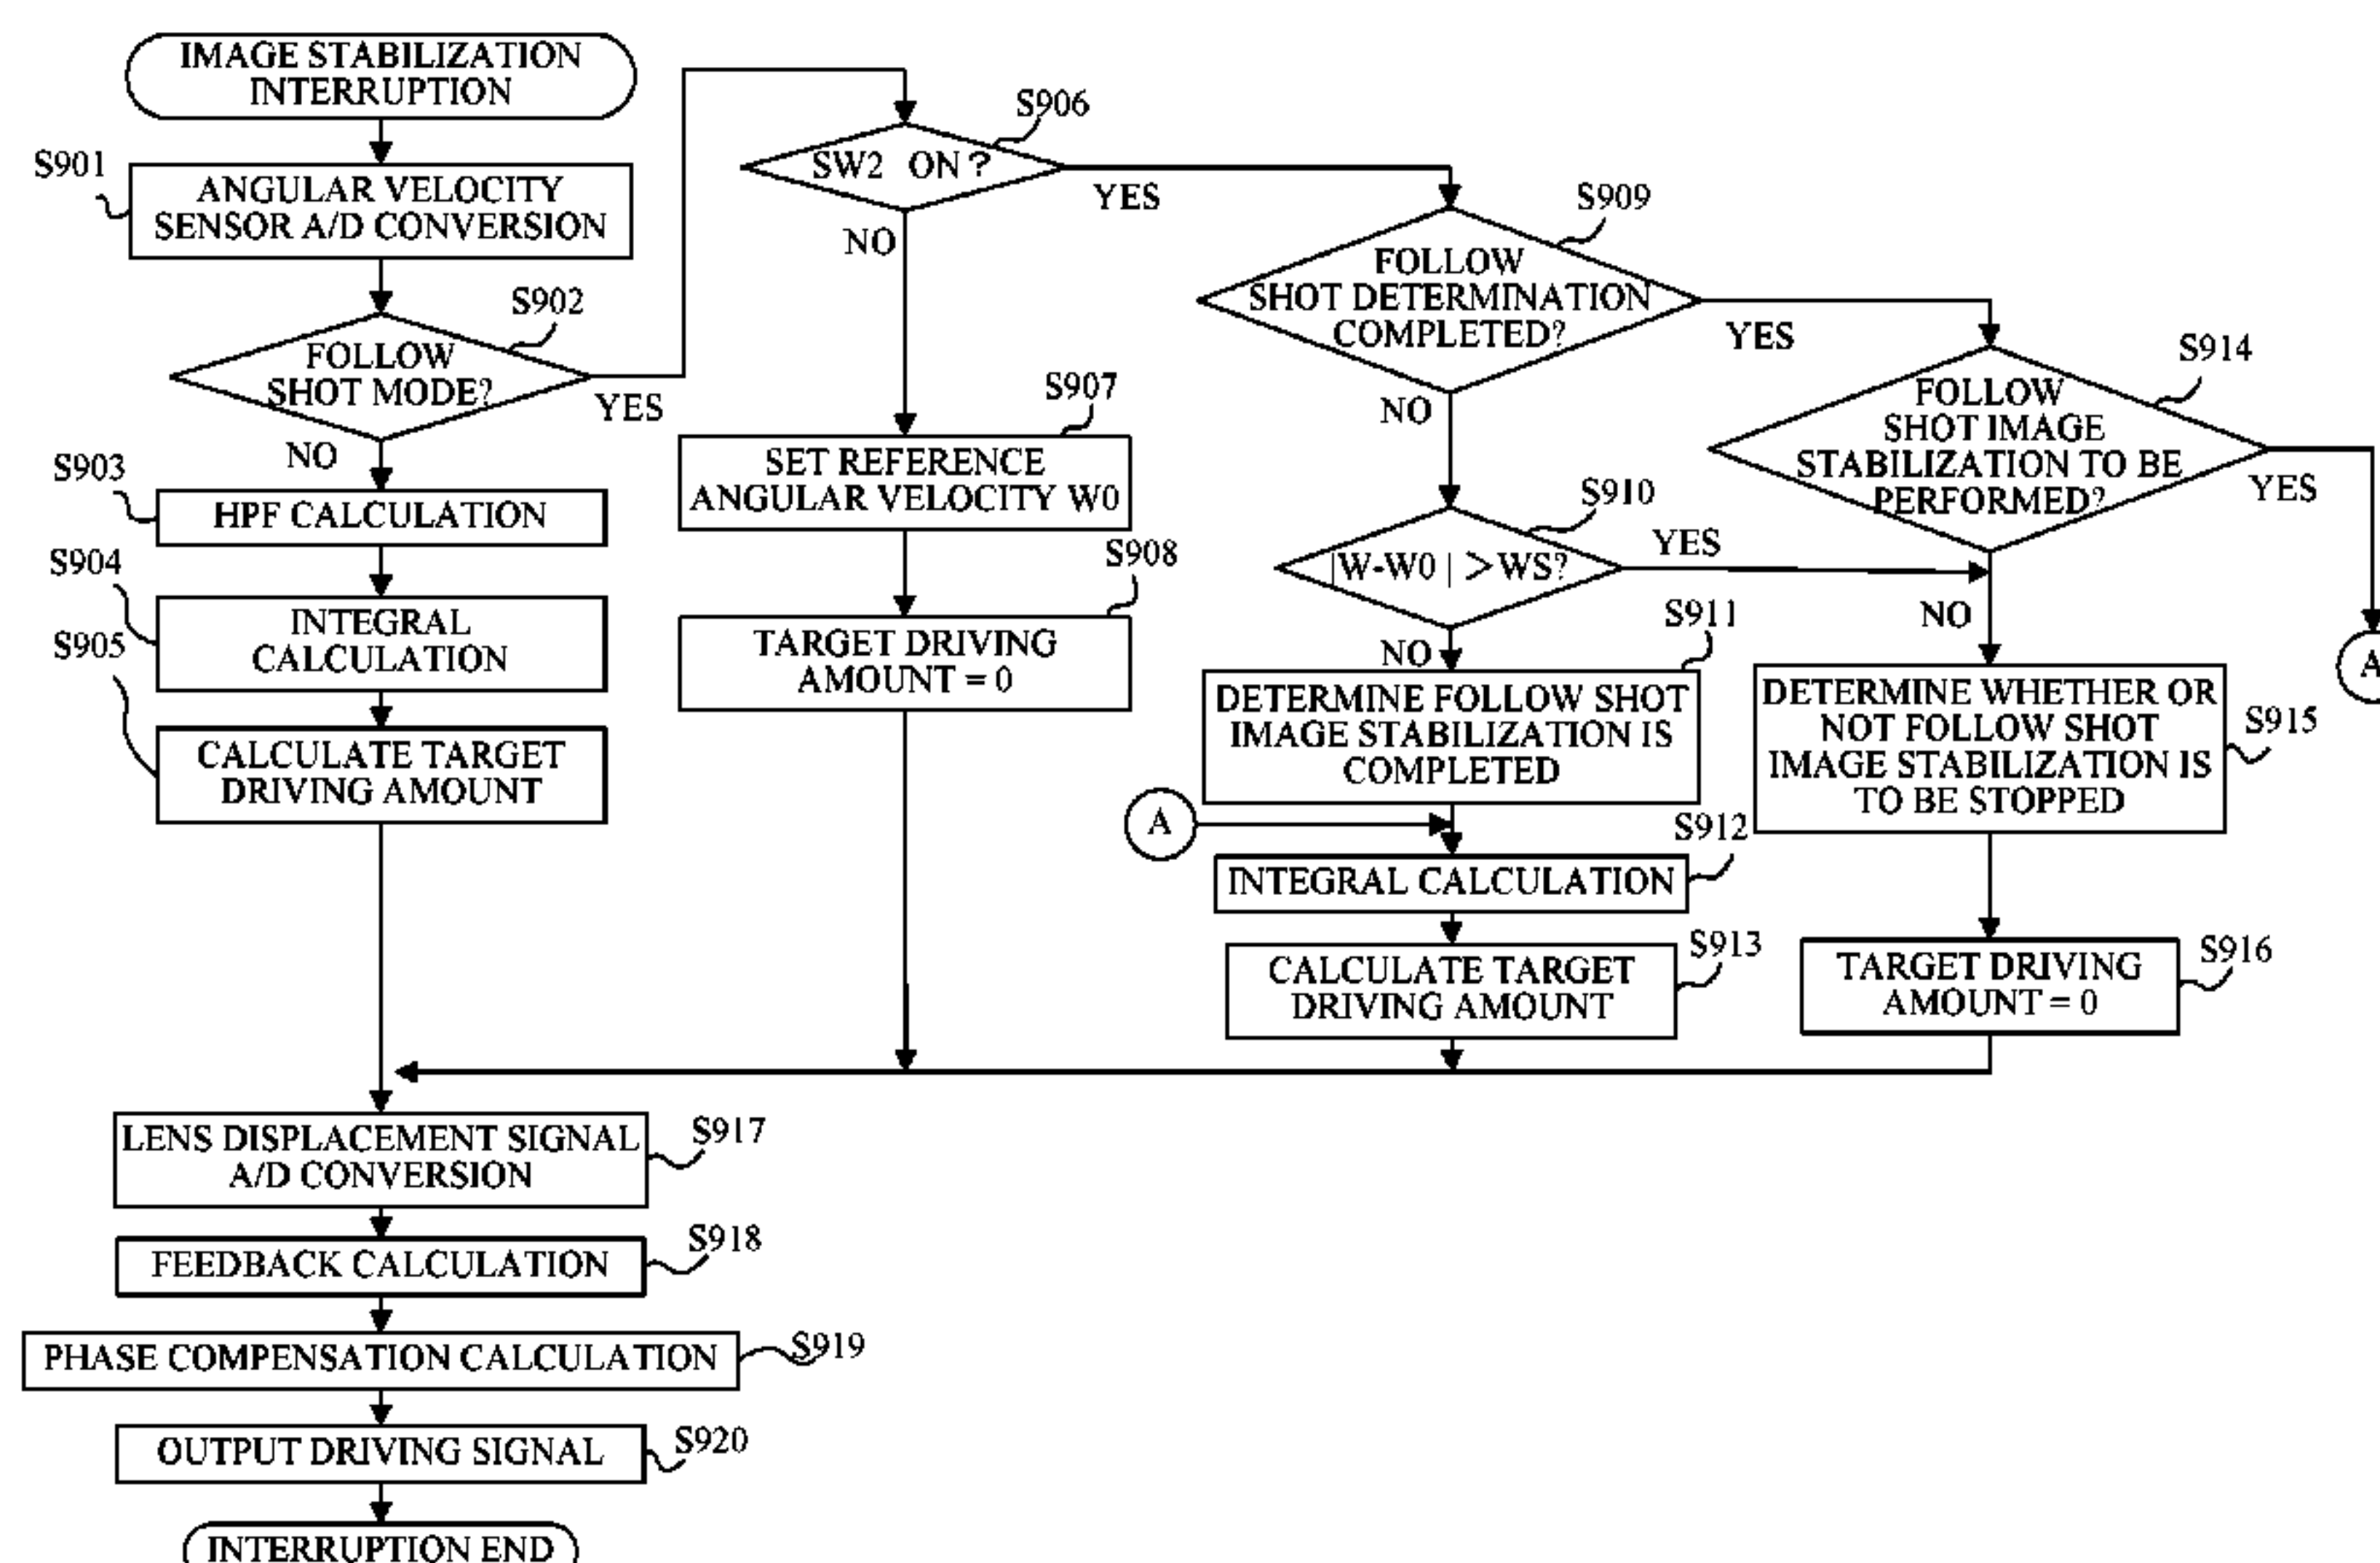 IMAGE STABILIZATION
INTERRUPTION
S901
ANGULAR VELOCITY
SENSOR A/D CONVERSION
S902
FOLLOW
SHOT MODE?
YES
NO
S903
HPF CALCULATION
S904
INTEGRAL
CALCULATION
S905
CALCULATE TARGET
DRIVING AMOUNT
S906
SW2 ON?
YES
NO
S907
SET REFERENCE
ANGULAR VELOCITY W0
S908
TARGET DRIVING
AMOUNT = 0
S909
FOLLOW
SHOT DETERMINATION
COMPLETED?
YES
NO
S910
|W-W0| >WS?
YES
NO
S911
DETERMINE FOLLOW SHOT
IMAGE STABILIZATION IS
COMPLETED
A
S912
INTEGRAL CALCULATION
S913
CALCULATE TARGET
DRIVING AMOUNT
S914
FOLLOW
SHOT IMAGE
STABILIZATION TO BE
PERFORMED?
YES
NO
A
S915
DETERMINE WHETHER OR
NOT FOLLOW SHOT
IMAGE STABILIZATION IS
TO BE STOPPED
S916
TARGET DRIVING
AMOUNT = 0
S917
LENS DISPLACEMENT SIGNAL
A/D CONVERSION
S918
FEEDBACK CALCULATION
S919
PHASE COMPENSATION CALCULATION
S920
OUTPUT DRIVING SIGNAL
INTERRUPTION END